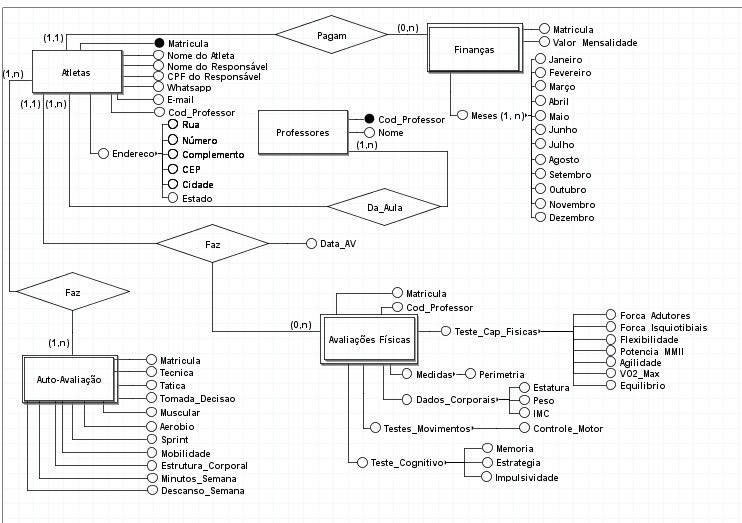 (1,1)
Pagam
(0,n)
Finanças
Matricula
Valor Mensalidade
Janeiro
Fevereiro
Março
Abril
Meses (1, n)
Maio
Junho
Julho
Agosto
Setembro
Outubro
Novembro
Dezembro
(1,n)
Atletas
(1,1)
(1,n)
Matricula
Nome do Atleta
Nome do Responsável
CPF do Responsável
Whatsapp
E-mail
Cod_Professor
Endereco
Rua
Número
Complemento
CEP
Cidade
Estado
Professores
Cod_Professor
Nome
(1,n)
Da_Aula
Faz
Data_AV
Faz
(1,n)
(0,n)
Avaliações Físicas
Matricula
Cod_Professor
Teste_Cap_Fisicas
Forca Adutores
Forca Isquiotibiais
Flexibilidade
Potencia MMII
Agilidade
VO2_Max
Equilibrio
Medidas
Perimetria
Dados_Corporais
Estatura
Peso
IMC
Testes_Movimentos
Controle_Motor
Teste_Cognitivo
Memoria
Estrategia
Impulsividade
Auto-Avaliação
Matricula
Tecnica
Tatica
Tomada_Decisao
Muscular
Aerobio
Sprint
Mobilidade
Estrutura_Corporal
Minutos_Semana
Descanso_Semana